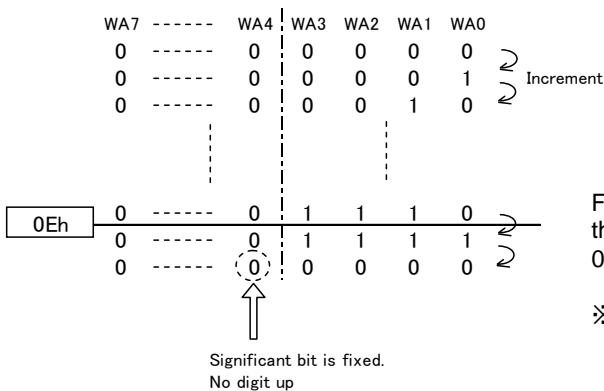 WA7 ------ WA4 WA3 WA2 WA1 WA0
0 ------ 0 0 0 0 0
0 ------ 0 0 0 0 1
Increment
0 ------ 0 0 0 1 0
0 ------ 0 1 1 1 0
0Eh
0 ------ 0 1 1 1 1
0 ------ 0 0 0 0 0
Significant bit is fixed.
No digit up
F
th
0
※